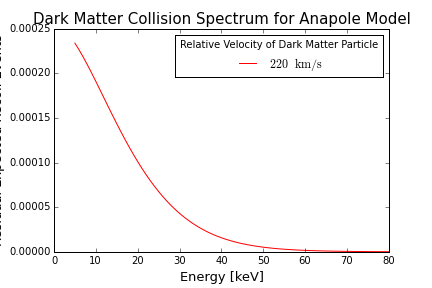 Dark Matter Collision Spectrum for Anapole Model
0.00025
0.00020
0.00015
0.00010
0.00005
0.00000
Relative Velocity of Dark Matter Particle
220 km/s
0 10 20 30 40 50 60 70 80
Energy [keV]